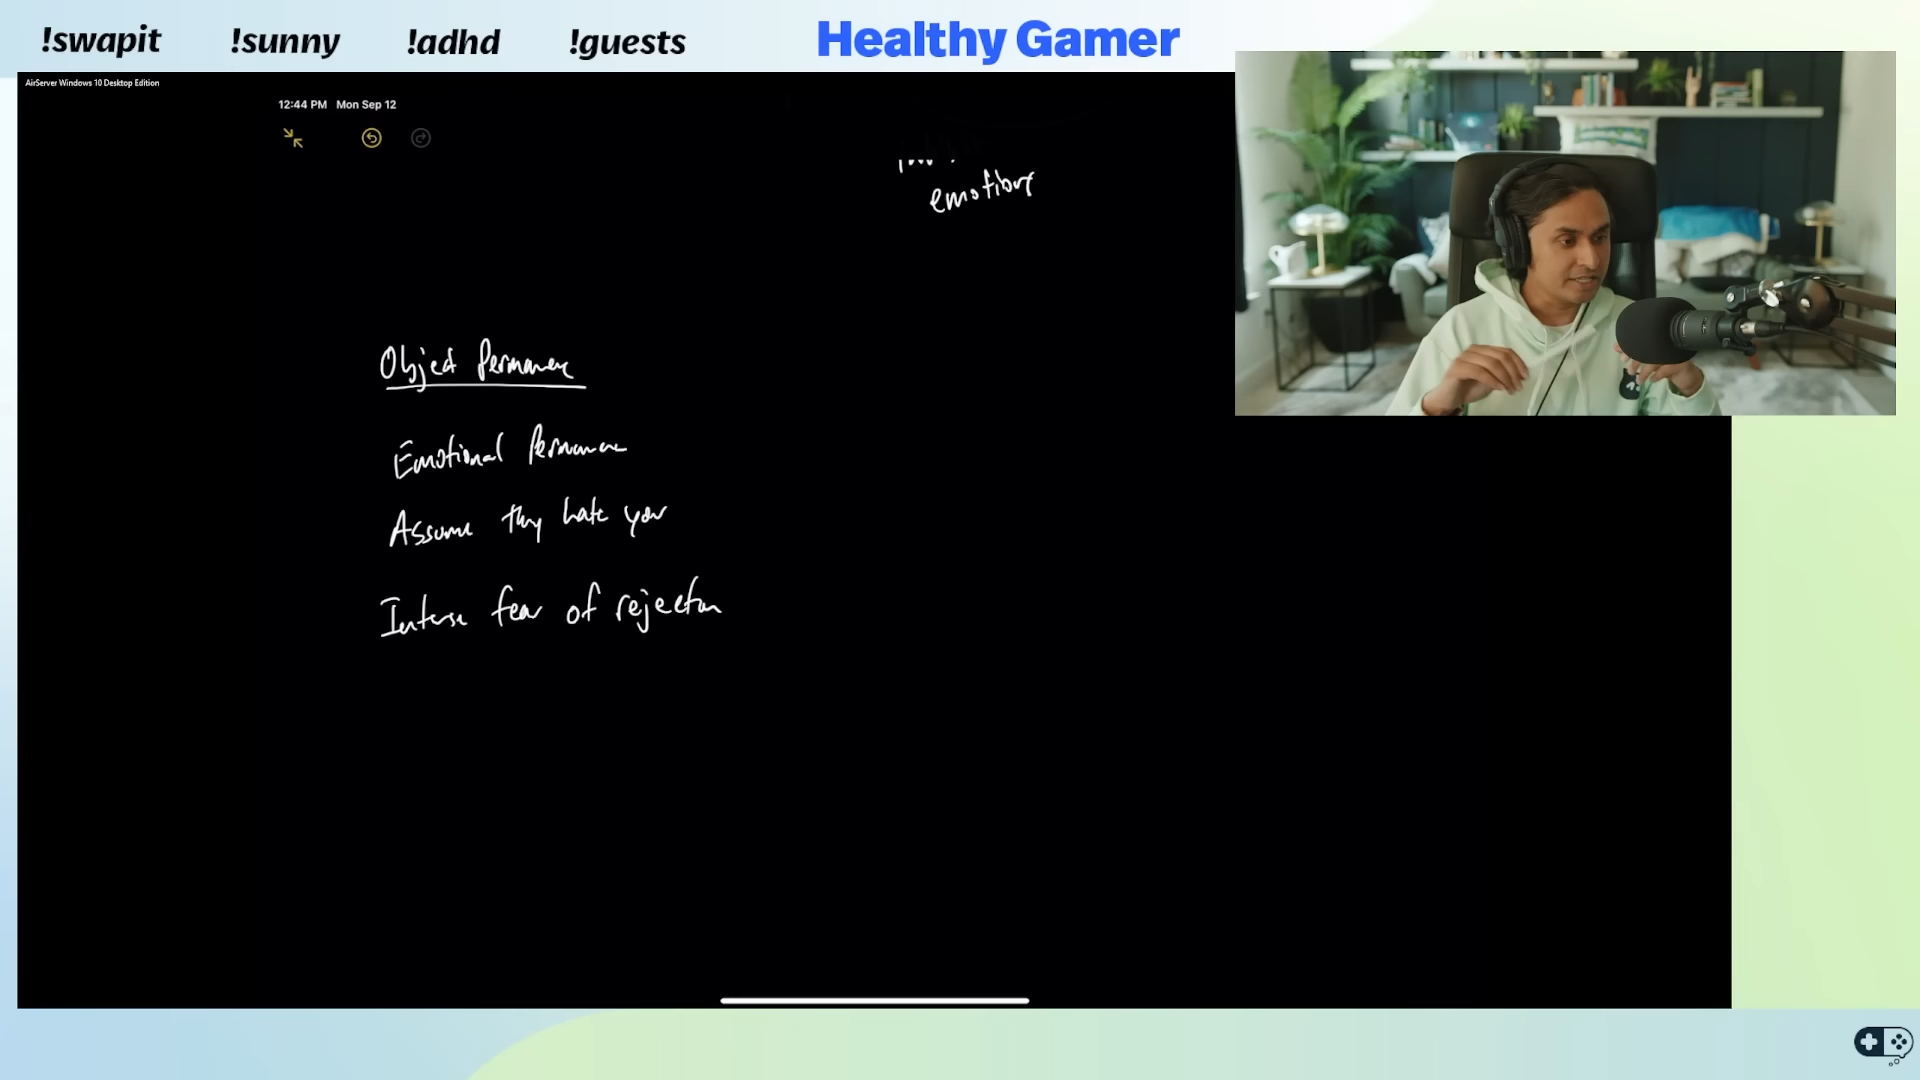 !swapit !sunny !adhd !guests Healthy Gamer
AirServer Windows 10 Desktop Edition
12:44 PM Mon Sep 12
emotions
Object Permanence
Emotional Permanence
Assume they hate you
Intense fear of rejection